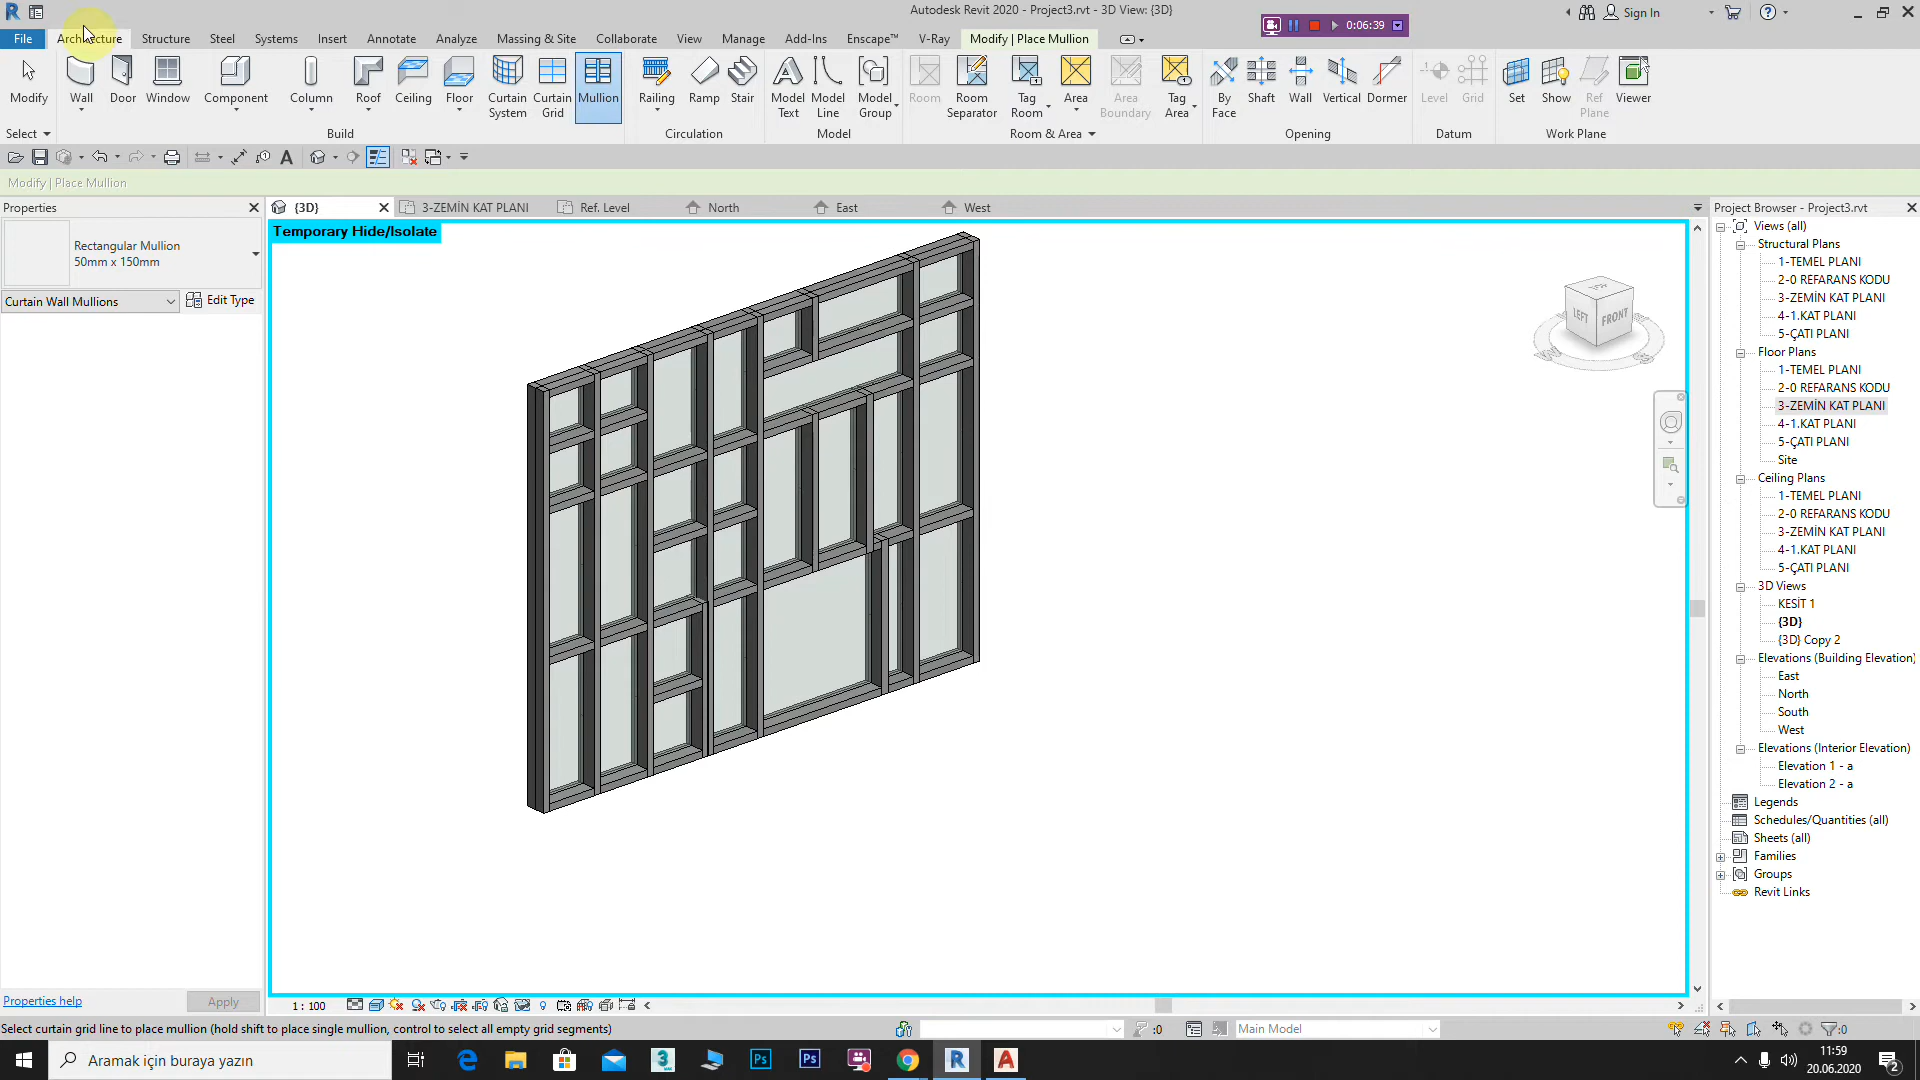 Autodesk Revit 2020 - Project3.rvt - 3D View: {3D}
0:06:39
Sign In
File
Architecture
Structure
Steel
Systems
Insert
Annotate
Analyze
Massing & Site
Collaborate
View
Manage
Add-Ins
Enscape™
V-Ray
Modify | Place Mullion
Modify
Wall
Door
Window
Component
Column
Roof
Ceiling
Floor
Curtain System
Curtain Grid
Mullion
Railing
Ramp
Stair
Model Text
Model Line
Model Group
Room
Room Separator
Tag Room
Area
Area Boundary
Tag Area
By Face
Shaft
Wall
Vertical
Dormer
Level
Grid
Set
Show
Ref Plane
Viewer
Select
Build
Circulation
Model
Room & Area
Opening
Datum
Work Plane
Modify | Place Mullion
Properties
Rectangular Mullion
50mm x 150mm
Curtain Wall Mullions
Edit Type
Properties help
Apply
{3D}
3-ZEMİN KAT PLANI
Ref. Level
North
East
West
Temporary Hide/Isolate
TOP
LEFT
FRONT
W
S
1 : 100
Project Browser - Project3.rvt
Views (all)
Structural Plans
1-TEMEL PLANI
2-0 REFARANS KODU
3-ZEMİN KAT PLANI
4-1.KAT PLANI
5-ÇATI PLANI
Floor Plans
1-TEMEL PLANI
2-0 REFARANS KODU
3-ZEMİN KAT PLANI
4-1.KAT PLANI
5-ÇATI PLANI
Site
Ceiling Plans
1-TEMEL PLANI
2-0 REFARANS KODU
3-ZEMİN KAT PLANI
4-1.KAT PLANI
5-ÇATI PLANI
3D Views
KESİT 1
{3D}
{3D} Copy 2
Elevations (Building Elevation)
East
North
South
West
Elevations (Interior Elevation)
Elevation 1 - a
Elevation 2 - a
Legends
Schedules/Quantities (all)
Sheets (all)
Families
Groups
Revit Links
Select curtain grid line to place mullion (hold shift to place single mullion, control to select all empty grid segments)
:0
Main Model
:0
Aramak için buraya yazın
11:59
20.06.2020
2